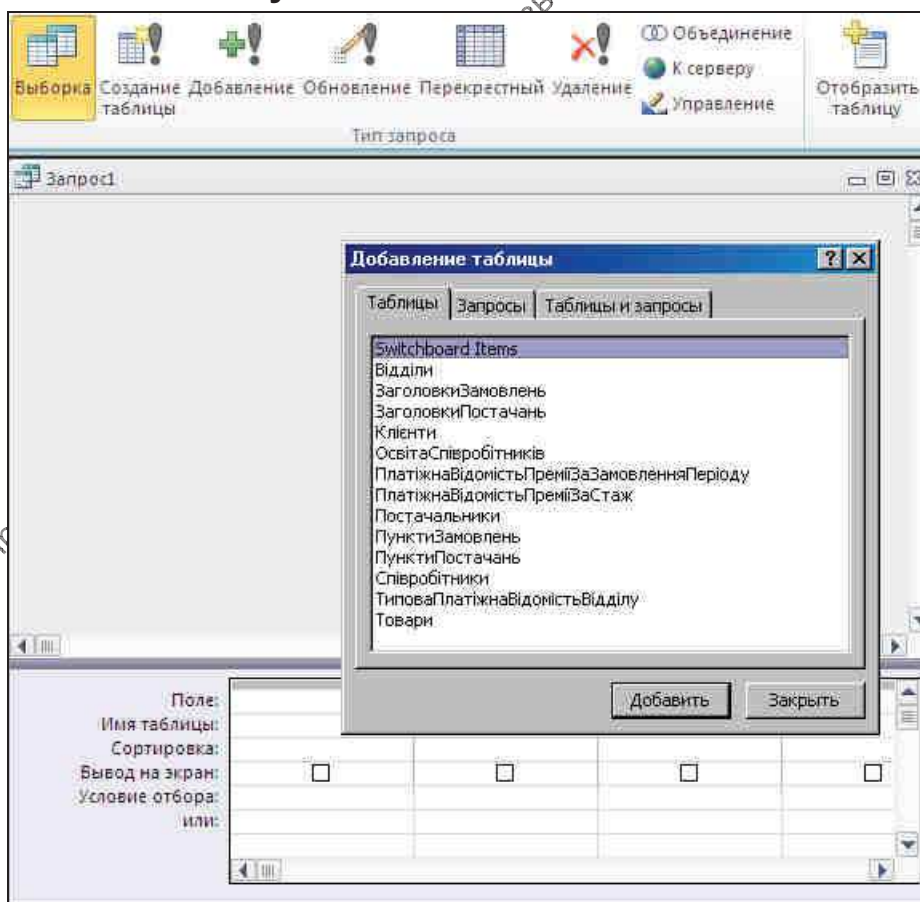 Выборка
Создание таблицы
Добавление
Обновление
Перекрестный
Удаление
Объединение
К серверу
Управление
Отобразить таблицу
Тип запроса
Запрос1
Добавление таблицы
Таблицы
Запросы
Таблицы и запросы
Switchboard Items
Відділи
ЗаголовкиЗамовлень
ЗаголовкиПостачань
Клієнти
ОсвітаСпівробітників
ПлатіжнаВідомістьПреміїЗаЗамовленняПеріоду
ПлатіжнаВідомістьПреміїЗаСтаж
Постачальники
ПунктиЗамовлень
ПунктиПостачань
Співробітники
ТиповаПлатіжнаВідомістьВідділу
Товари
Добавить
Закрыть
Поле:
Имя таблицы:
Сортировка:
Вывод на экран:
Условие отбора:
или: